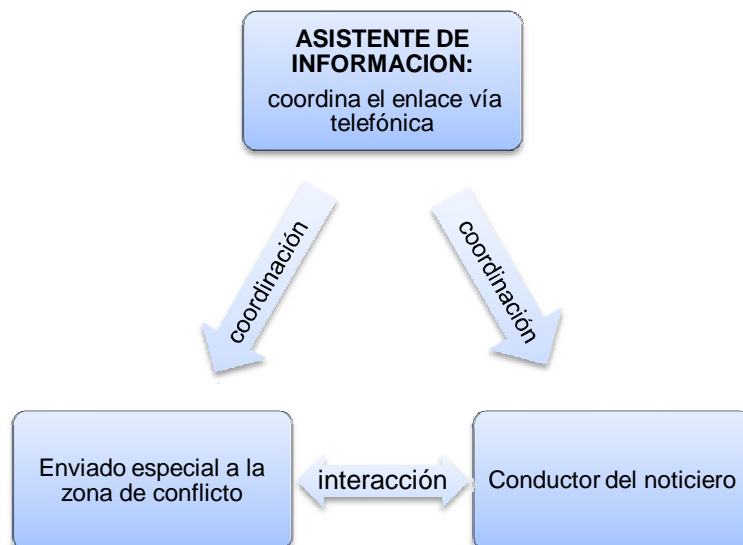 ASISTENTE DE
INFORMACION:
coordina el enlace vía
telefónica
coordinación
coordinación
Enviado especial a la
zona de conflicto
interacción
Conductor del noticiero